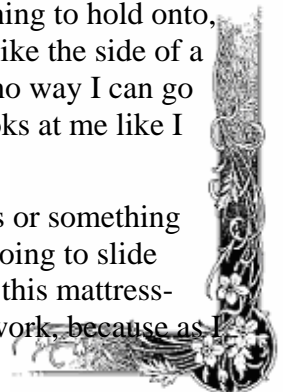 hing to hold onto,
like the side of a
no way I can go
oks at me like I
s or something
oing to slide
this mattress-
work, because as I